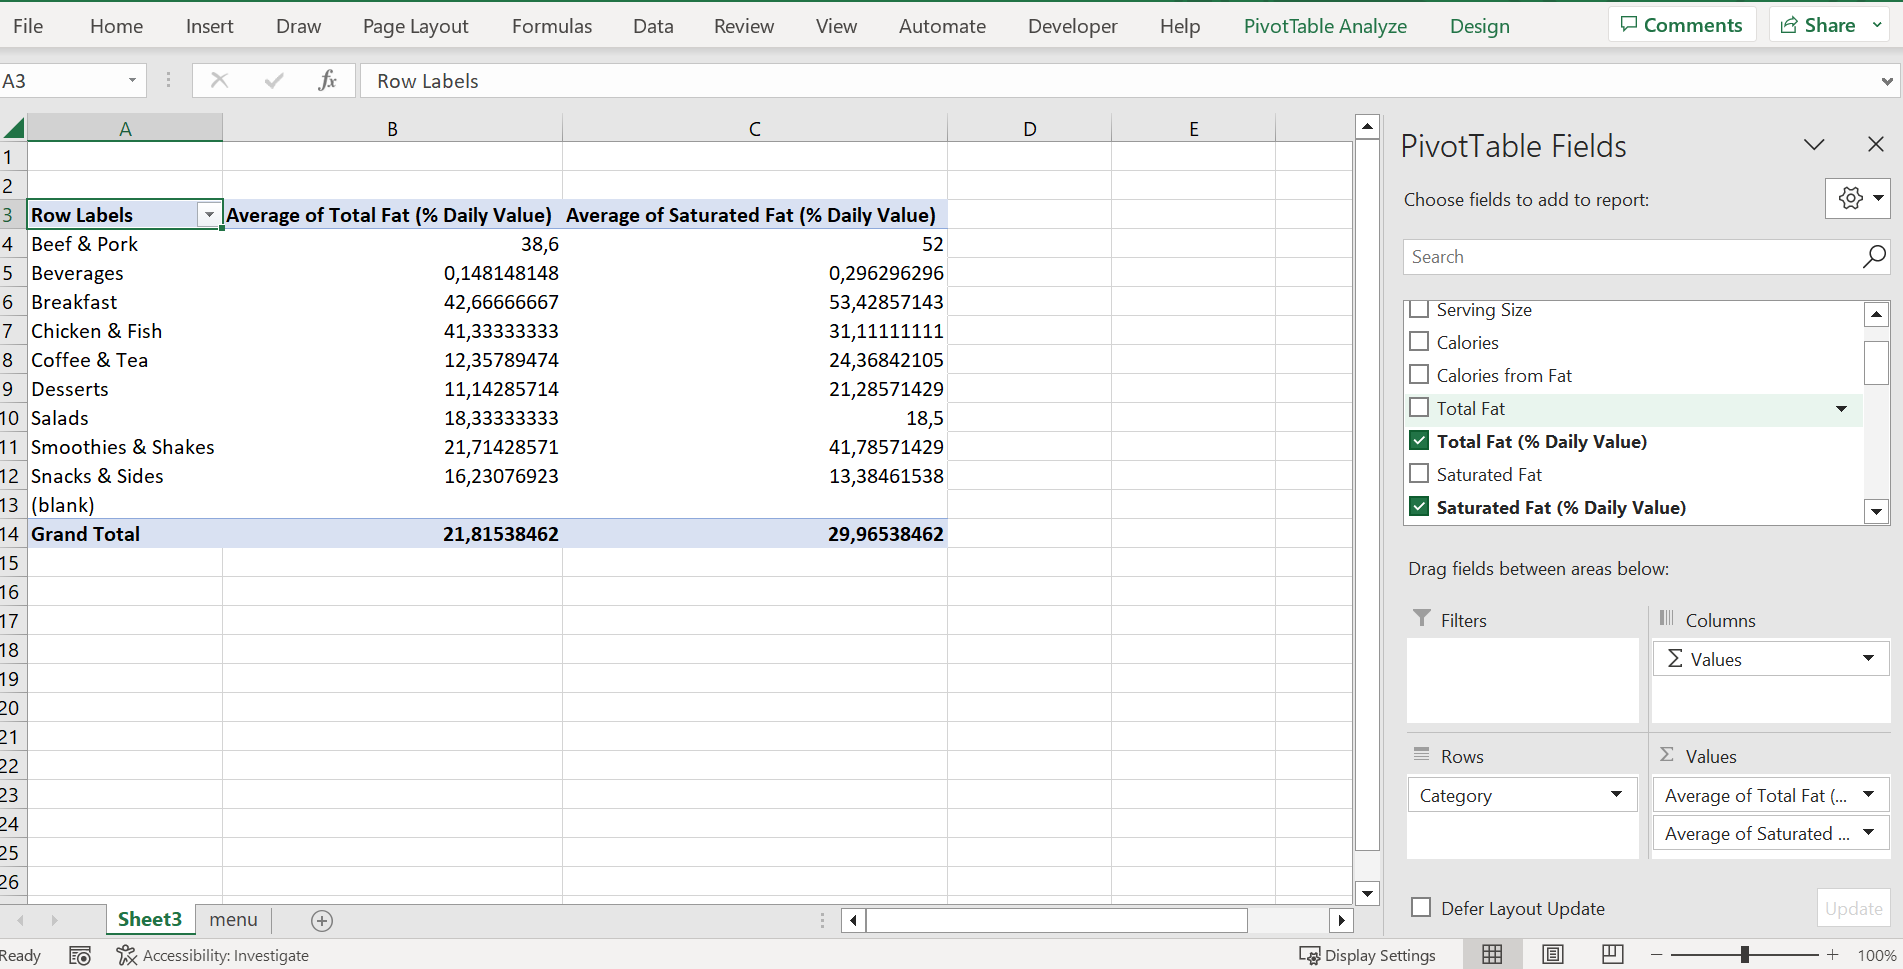 File Home Insert Draw Page Layout Formulas Data Review View Automate Developer Help PivotTable Analyze Design Comments Share
A3 fx Row Labels
A B C D E
1
2
3 Row Labels Average of Total Fat (% Daily Value) Average of Saturated Fat (% Daily Value)
4 Beef & Pork 38,6 52
5 Beverages 0,148148148 0,296296296
6 Breakfast 42,66666667 53,42857143
7 Chicken & Fish 41,33333333 31,11111111
8 Coffee & Tea 12,35789474 24,36842105
9 Desserts 11,14285714 21,28571429
10 Salads 18,33333333 18,5
11 Smoothies & Shakes 21,71428571 41,78571429
12 Snacks & Sides 16,23076923 13,38461538
13 (blank)
14 Grand Total 21,81538462 29,96538462
15
16
17
18
19
20
21
22
23
24
25
26
Sheet3 menu
Ready Accessibility: Investigate Display Settings 100%
PivotTable Fields
Choose fields to add to report:
Search
Serving Size
Calories
Calories from Fat
Total Fat
Total Fat (% Daily Value)
Saturated Fat
Saturated Fat (% Daily Value)
Drag fields between areas below:
Filters
Columns
Σ Values
Rows
Category
Σ Values
Average of Total Fat (...
Average of Saturated ...
Defer Layout Update Update